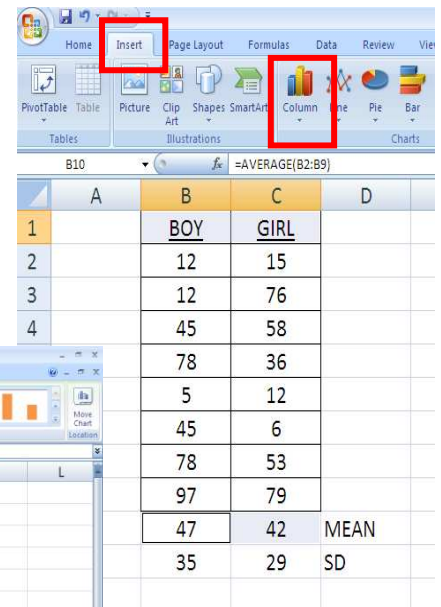 Home Insert Page Layout Formulas Data Review Vie
PivotTable Table Picture Clip Art Shapes SmartArt Column Line Pie Bar
Tables Illustrations Charts
B10 fx =AVERAGE(B2:B9)
A B C D
1 BOY GIRL
2 12 15
3 12 76
4 45 58
78 36
Move Chart
5 12
Location
45 6
L
78 53
97 79
47 42 MEAN
35 29 SD